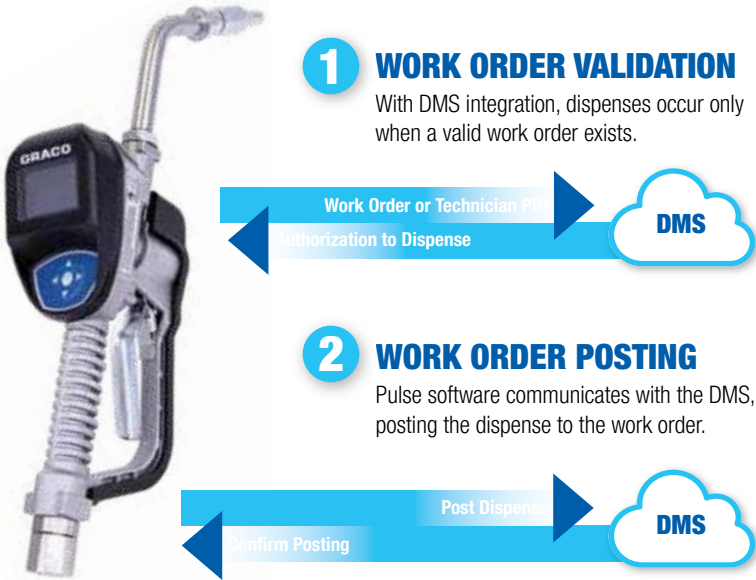 GRACO
1 WORK ORDER VALIDATION
With DMS integration, dispenses occur only
when a valid work order exists.
Work Order or Technician PIN
Authorization to Dispense
DMS
2 WORK ORDER POSTING
Pulse software communicates with the DMS,
posting the dispense to the work order.
Post Dispense
Confirm Posting
DMS